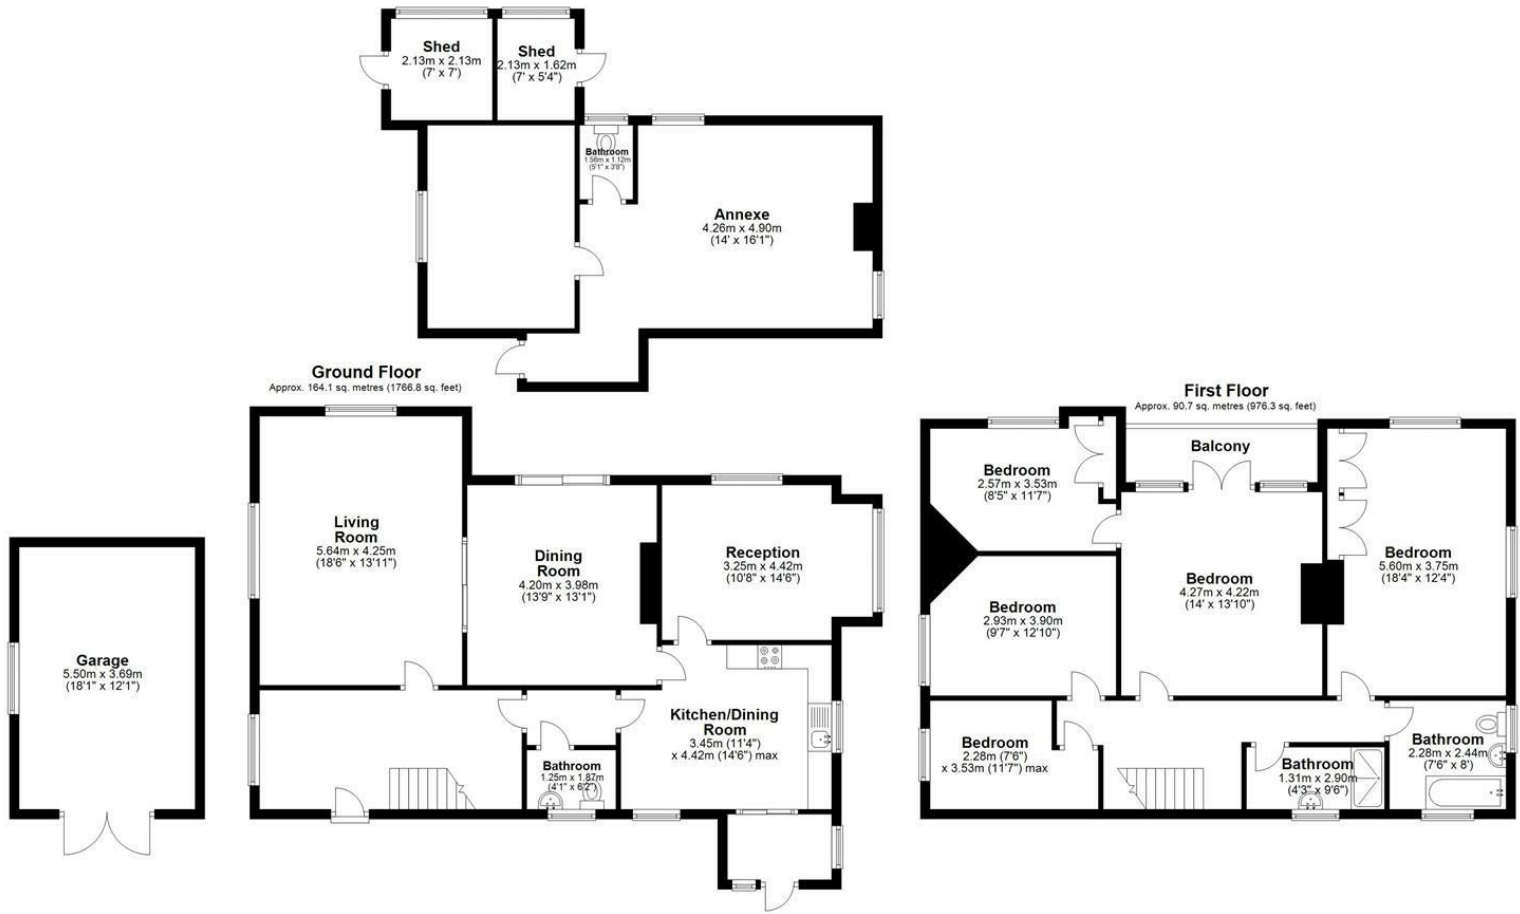 Shed
2.13m x 2.13m
(7' x 7')
Shed
2.13m x 1.62m
(7' x 5'4")
Bathroom
1.56m x 1.12m
(5'1" x 3'8")
Annexe
4.26m x 4.90m
(14' x 16'1")
Ground Floor
Approx. 164.1 sq. metres (1766.8 sq. feet)
Living
Room
5.64m x 4.25m
(18'6" x 13'11")
Dining
Room
4.20m x 3.98m
(13'9" x 13'1")
Reception
3.25m x 4.42m
(10'8" x 14'6")
Garage
5.50m x 3.69m
(18'1" x 12'1")
Kitchen/Dining
Room
3.45m (11'4")
x 4.42m (14'6") max
Bathroom
1.25m x 1.87m
(4'1" x 6'2")
First Floor
Approx. 90.7 sq. metres (976.3 sq. feet)
Balcony
Bedroom
2.57m x 3.53m
(8'5" x 11'7")
Bedroom
5.60m x 3.75m
(18'4" x 12'4")
Bedroom
4.27m x 4.22m
(14' x 13'10")
Bedroom
2.93m x 3.90m
(9'7" x 12'10")
Bedroom
2.28m (7'6")
x 3.53m (11'7") max
Bathroom
2.28m x 2.44m
(7'6" x 8')
Bathroom
1.31m x 2.90m
(4'3" x 9'6")